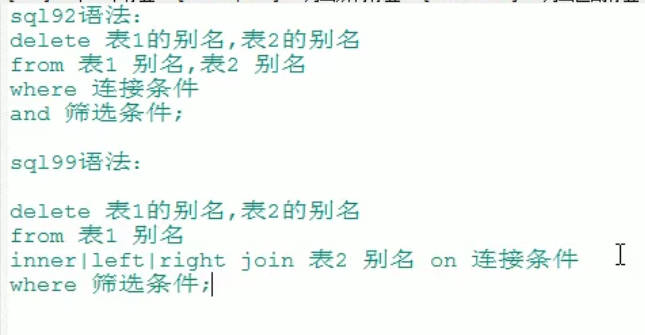 sql92语法:
delete 表1的别名,表2的别名
from 表1 别名,表2 别名
where 连接条件
and 筛选条件;
sql99语法:
delete 表1的别名,表2的别名
from 表1 别名
inner|left|right join 表2 别名 on 连接条件
where 筛选条件;